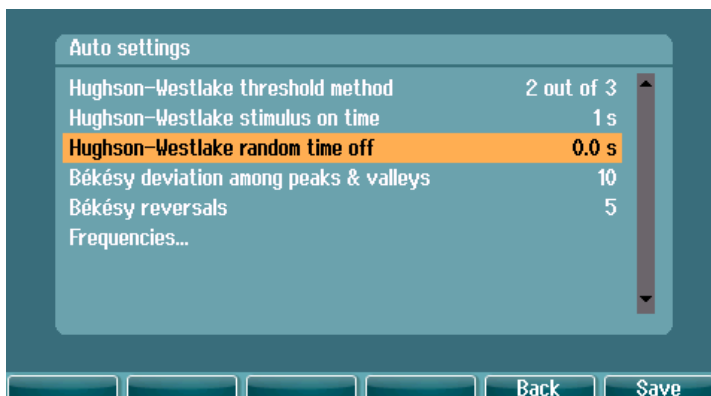 Auto settings
Hughson-Westlake threshold method 2 out of 3
Hughson-Westlake stimulus on time 1 s
Hughson-Westlake random time off 0.0 s
Békésy deviation among peaks & valleys 10
Békésy reversals 5
Frequencies...
Back Save